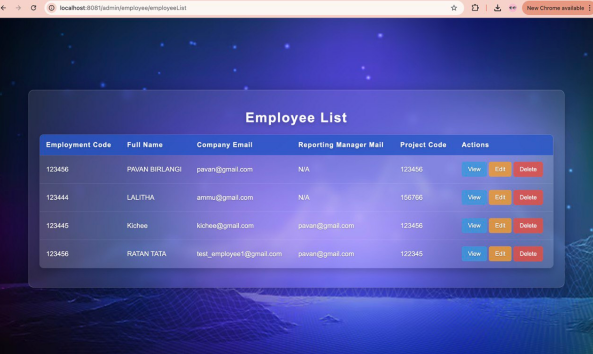 localhost:8081/admin/employee/employeeList
New Chrome available
Employee List
Employment Code Full Name Company Email Reporting Manager Mail Project Code Actions
123456 PAVAN BIRLANGI pavan@gmail.com N/A 123456 View Edit Delete
123444 LALITHA ammu@gmail.com N/A 156766 View Edit Delete
123445 Kichee kichee@gmail.com pavan@gmail.com 123456 View Edit Delete
123456 RATAN TATA test_employee1@gmail.com pavan@gmail.com 122345 View Edit Delete